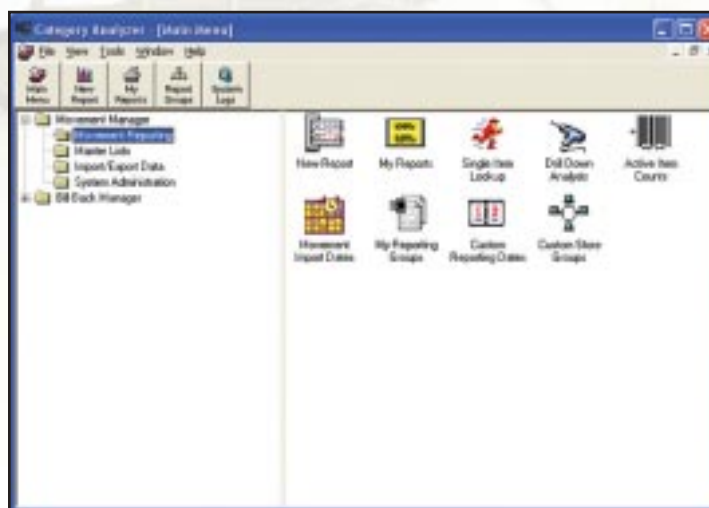 Category Analyzer - [Main Menu]
File View Tools Window Help
Main Menu
New Report
My Reports
Report Groups
System Logs
Movement Manager
Movement Reporting
Master Lists
Import/Export Data
System Administration
Bill Back Manager
New Report
My Reports
Single Item Lookup
Drill Down Analysis
Active Item Counts
Movement Import Dates
My Reporting Groups
Custom Reporting Dates
Custom Store Groups